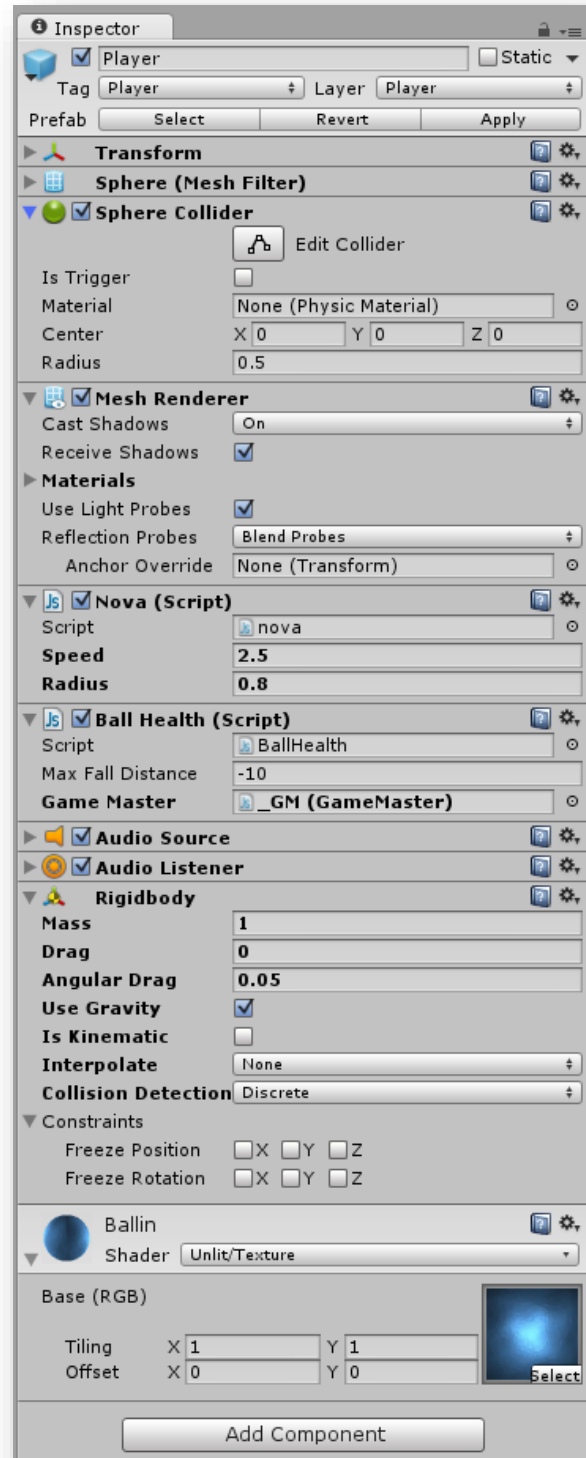 Inspector
Player Static
Tag Player Layer Player
Prefab Select Revert Apply
Transform
Sphere (Mesh Filter)
Sphere Collider
Edit Collider
Is Trigger
Material None (Physic Material)
Center X 0 Y 0 Z 0
Radius 0.5
Mesh Renderer
Cast Shadows On
Receive Shadows
Materials
Use Light Probes
Reflection Probes Blend Probes
Anchor Override None (Transform)
Js Nova (Script)
Script nova
Speed 2.5
Radius 0.8
Js Ball Health (Script)
Script BallHealth
Max Fall Distance -10
Game Master _GM (GameMaster)
Audio Source
Audio Listener
Rigidbody
Mass 1
Drag 0
Angular Drag 0.05
Use Gravity
Is Kinematic
Interpolate None
Collision Detection Discrete
Constraints
Freeze Position X Y Z
Freeze Rotation X Y Z
Ballin
Shader Unlit/Texture
Base (RGB)
Tiling X 1 Y 1
Offset X 0 Y 0
Select
Add Component